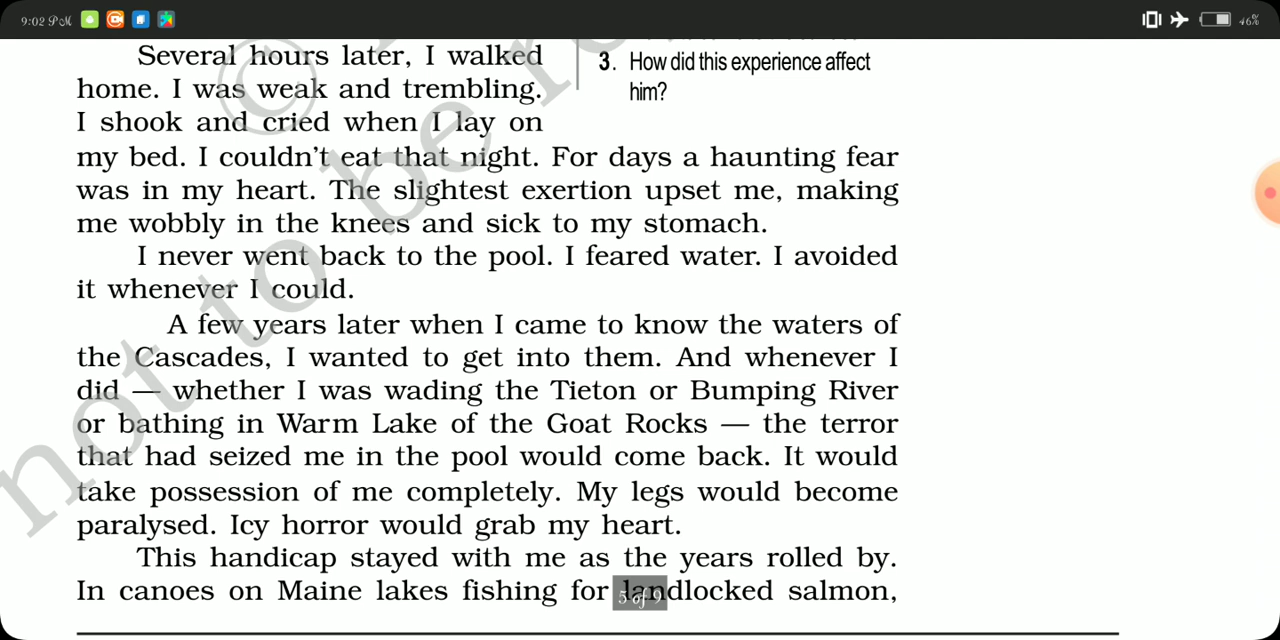 9:02 PM
46%
Several hours later, I walked
home. I was weak and trembling.
I shook and cried when I lay on
my bed. I couldn't eat that night. For days a haunting fear
was in my heart. The slightest exertion upset me, making
me wobbly in the knees and sick to my stomach.
I never went back to the pool. I feared water. I avoided
it whenever I could.
A few years later when I came to know the waters of
the Cascades, I wanted to get into them. And whenever I
did — whether I was wading the Tieton or Bumping River
or bathing in Warm Lake of the Goat Rocks — the terror
that had seized me in the pool would come back. It would
take possession of me completely. My legs would become
paralysed. Icy horror would grab my heart.
This handicap stayed with me as the years rolled by.
In canoes on Maine lakes fishing for landlocked salmon,
3. How did this experience affect
him?
5 of 9
© not to be r